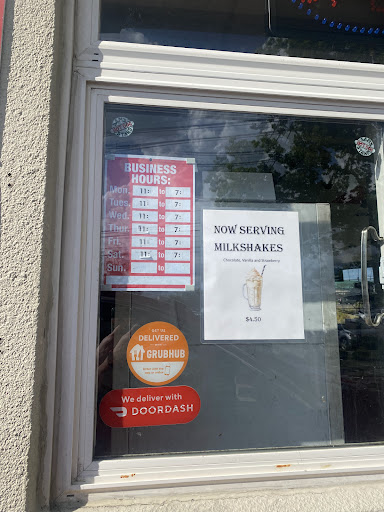 BUSINESS
HOURS:
Mon. 11: to 7:
Tues. 11: to 7:
Wed. 11: to 7:
Thur. 11: to 7:
Fri. 11: to 7:
Sat. 11: to 7:
Sun. to
NOW SERVING
MILKSHAKES
Chocolate, Vanilla and Strawberry
$4.50
GET IT
DELIVERED
GRUBHUB
We deliver with
DOORDASH